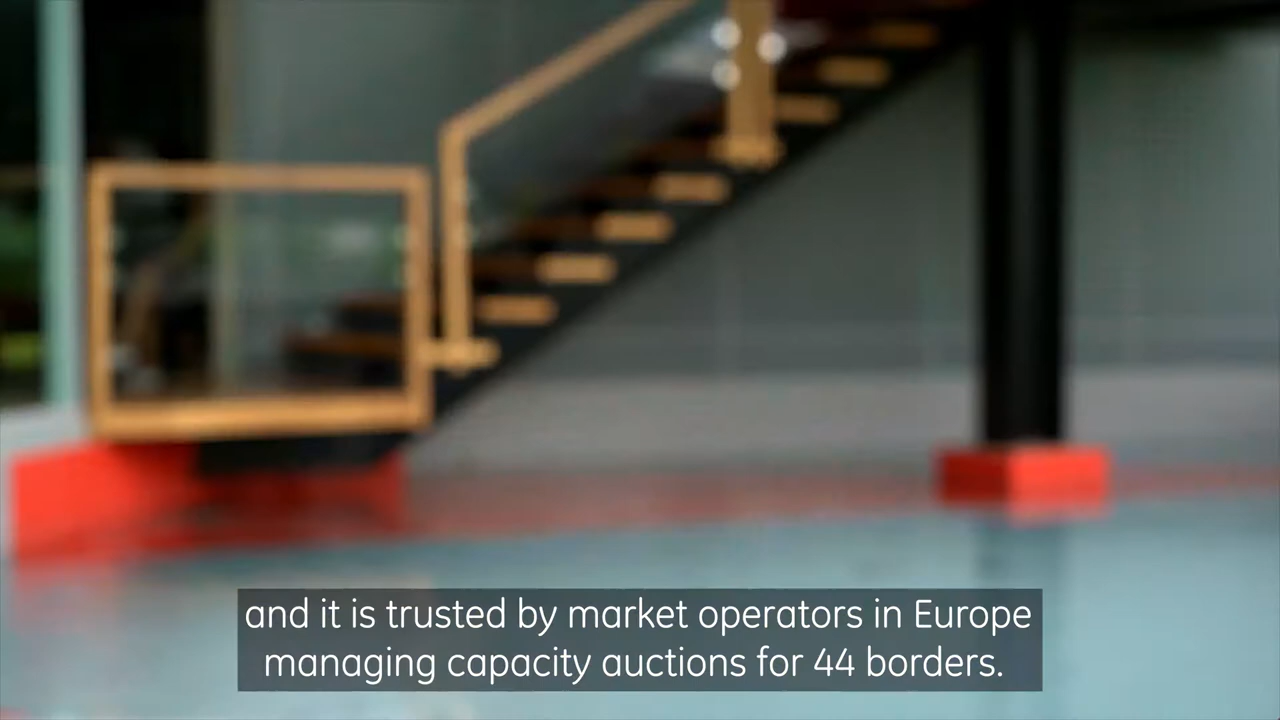 and it is trusted by market operators in Europe
managing capacity auctions for 44 borders.